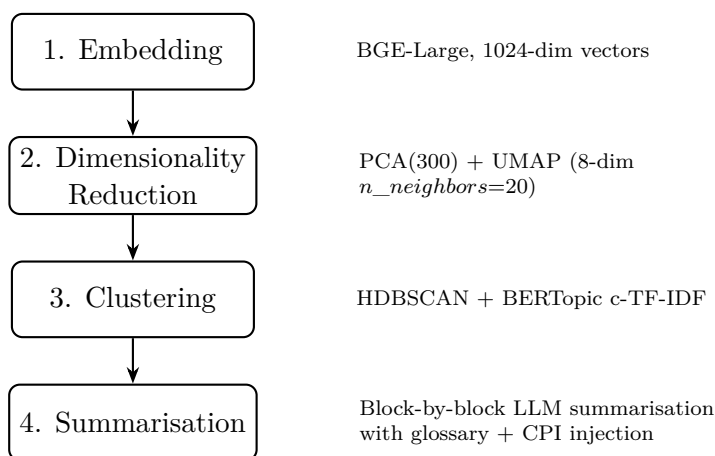 1. Embedding
BGE-Large, 1024-dim vectors
2. Dimensionality
Reduction
PCA(300) + UMAP (8-dim
n_neighbors=20)
3. Clustering
HDBSCAN + BERTopic c-TF-IDF
4. Summarisation
Block-by-block LLM summarisation
with glossary + CPI injection